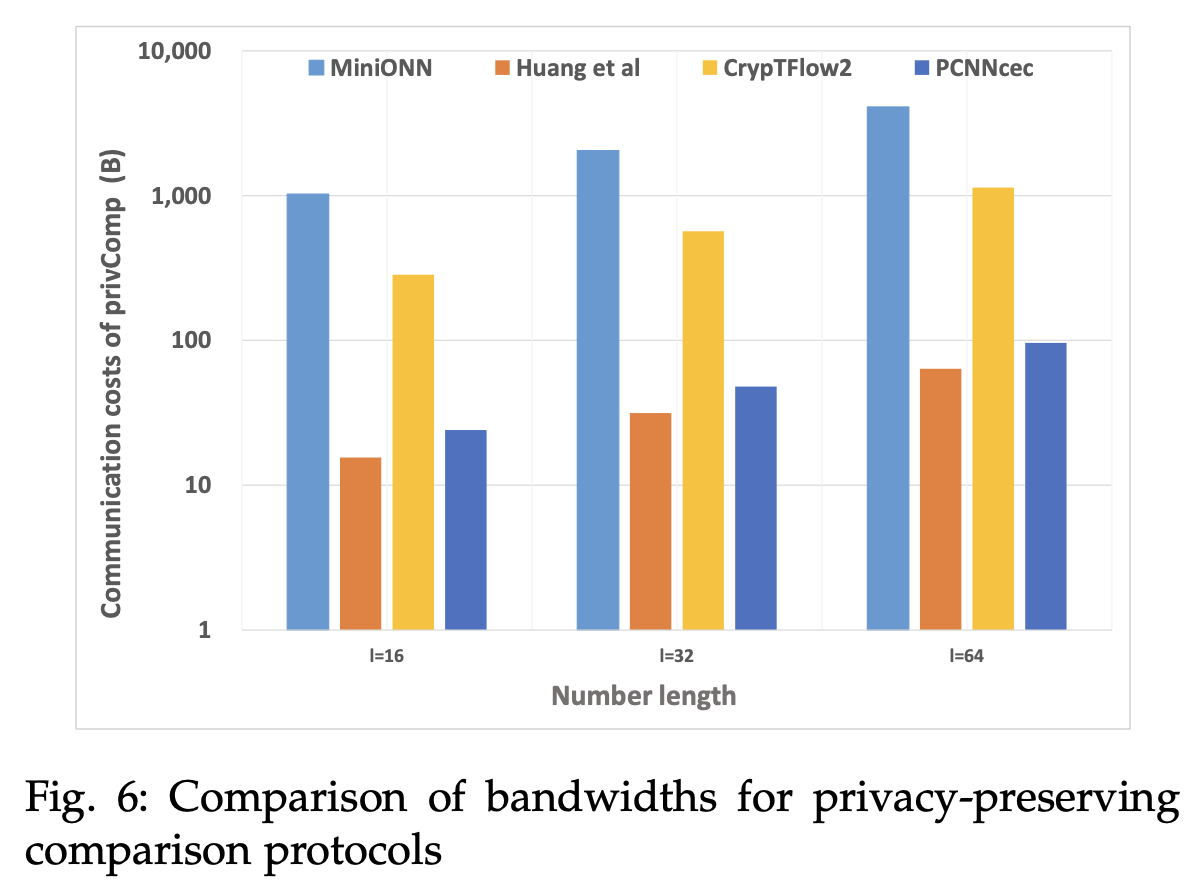 10,000
MiniONN Huang et al CrypTFlow2 PCNNcec
1,000
100
10
1
Communication costs of privComp (B)
l=16 l=32 l=64
Number length
Fig. 6: Comparison of bandwidths for privacy-preserving
comparison protocols